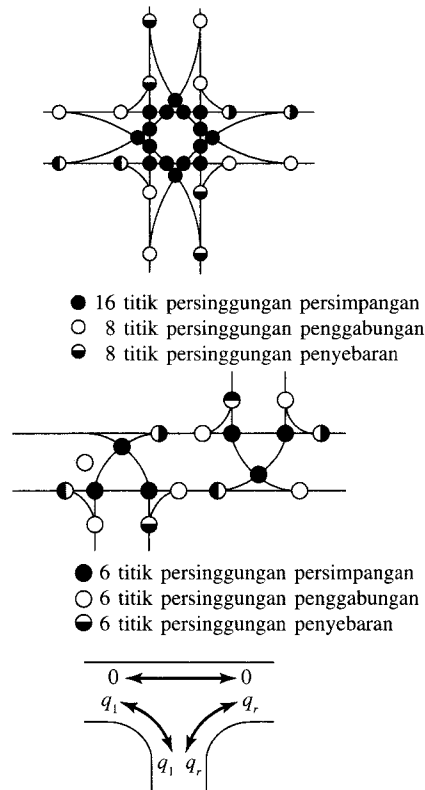 16 titik persinggungan persimpangan
8 titik persinggungan penggabungan
8 titik persinggungan penyebaran
6 titik persinggungan persimpangan
6 titik persinggungan penggabungan
6 titik persinggungan penyebaran
0 0
q₁ qᵣ
q₁ qᵣ